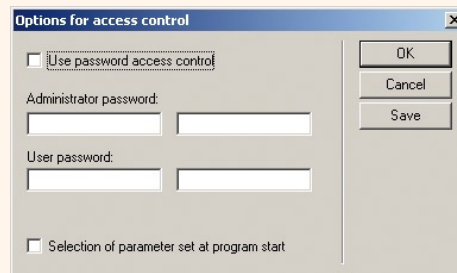 Options for access control
Use password access control
Administrator password:
User password:
Selection of parameter set at program start
OK
Cancel
Save